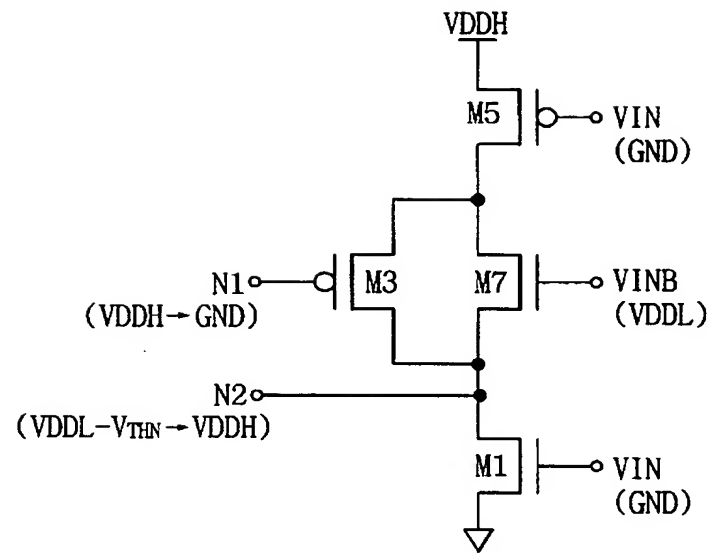 VDDH
M5
VIN
(GND)
N1
(VDDH→GND)
M3
M7
VINB
(VDDL)
N2
(VDDL-VTHN→VDDH)
M1
VIN
(GND)